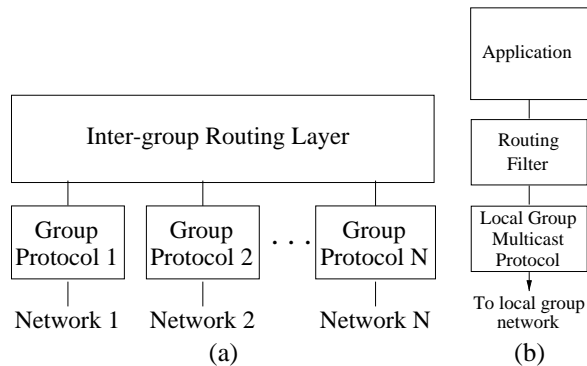 Inter-group Routing Layer
Group
Protocol 1
Group
Protocol 2
. . .
Group
Protocol N
Network 1
Network 2
Network N
(a)
Application
Routing
Filter
Local Group
Multicast
Protocol
To local group
network
(b)